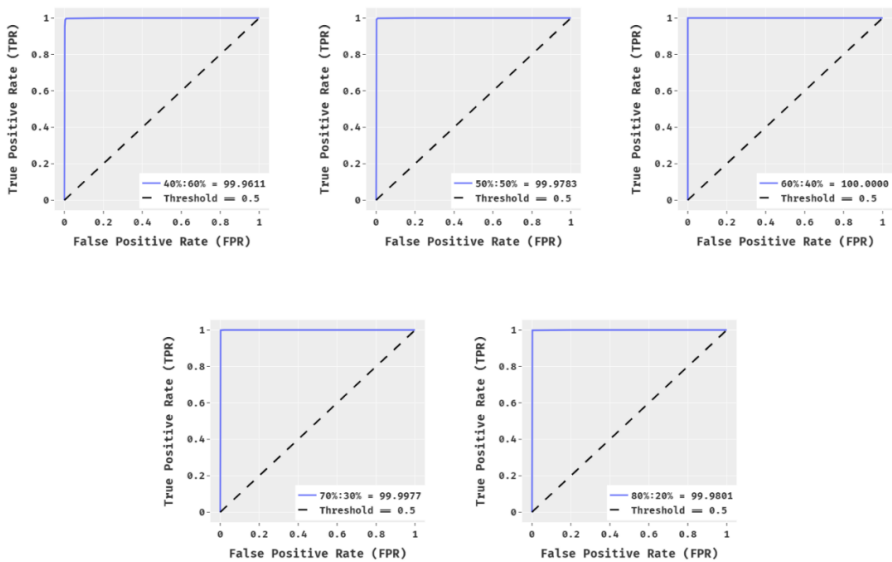 True Positive Rate (TPR)
1
0.8
0.6
0.4
0.2
0
40%:60% = 99.9611
Threshold == 0.5
0 0.2 0.4 0.6 0.8 1
False Positive Rate (FPR)
True Positive Rate (TPR)
1
0.8
0.6
0.4
0.2
0
50%:50% = 99.9783
Threshold == 0.5
0 0.2 0.4 0.6 0.8 1
False Positive Rate (FPR)
True Positive Rate (TPR)
1
0.8
0.6
0.4
0.2
0
60%:40% = 100.0000
Threshold == 0.5
0 0.2 0.4 0.6 0.8 1
False Positive Rate (FPR)
True Positive Rate (TPR)
1
0.8
0.6
0.4
0.2
0
70%:30% = 99.9977
Threshold == 0.5
0 0.2 0.4 0.6 0.8 1
False Positive Rate (FPR)
True Positive Rate (TPR)
1
0.8
0.6
0.4
0.2
0
80%:20% = 99.9801
Threshold == 0.5
0 0.2 0.4 0.6 0.8 1
False Positive Rate (FPR)